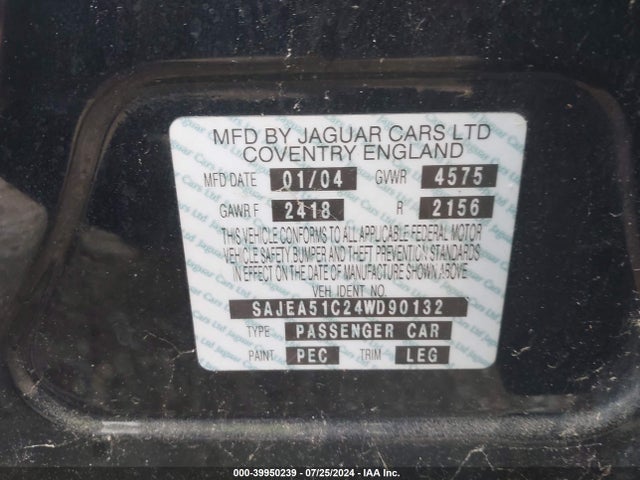 MFD BY JAGUAR CARS LTD
COVENTRY ENGLAND
MFD DATE 01/04 GVWR 4575
GAWR F 2418 R 2156
THIS VEHICLE CONFORMS TO ALL APPLICABLE FEDERAL MOTOR
VEHICLE SAFETY, BUMPER AND THEFT PREVENTION STANDARDS
IN EFFECT ON THE DATE OF MANUFACTURE SHOWN ABOVE
VEH IDENT
SAJEA51C24WD90132
TYPE PASSENGER CAR
PAINT PEC TRIM LEG
000-39950239 - 07/25/2024 - IAA Inc.